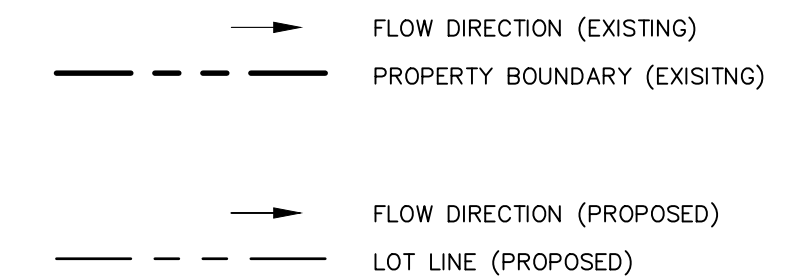 FLOW DIRECTION (EXISTING)
PROPERTY BOUNDARY (EXISITNG)
FLOW DIRECTION (PROPOSED)
LOT LINE (PROPOSED)